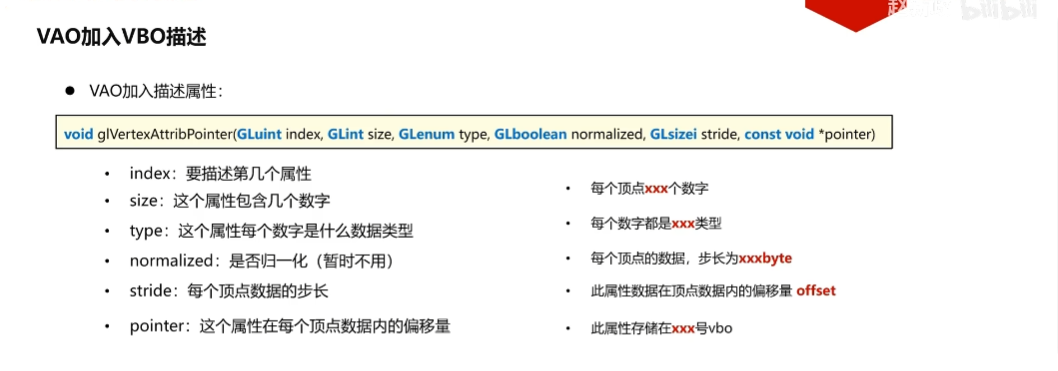 bilibili
VAO加入VBO描述
VAO加入描述属性：
void glVertexAttribPointer(GLuint index, GLint size, GLenum type, GLboolean normalized, GLsizei stride, const void *pointer)
index：要描述第几个属性
size：这个属性包含几个数字
type：这个属性每个数字是什么数据类型
normalized：是否归一化（暂时不用）
stride：每个顶点数据的步长
pointer：这个属性在每个顶点数据内的偏移量
每个顶点xxx个数字
每个数字都是xxx类型
每个顶点的数据，步长为xxxbyte
此属性数据在顶点数据内的偏移量 offset
此属性存储在xxx号vbo